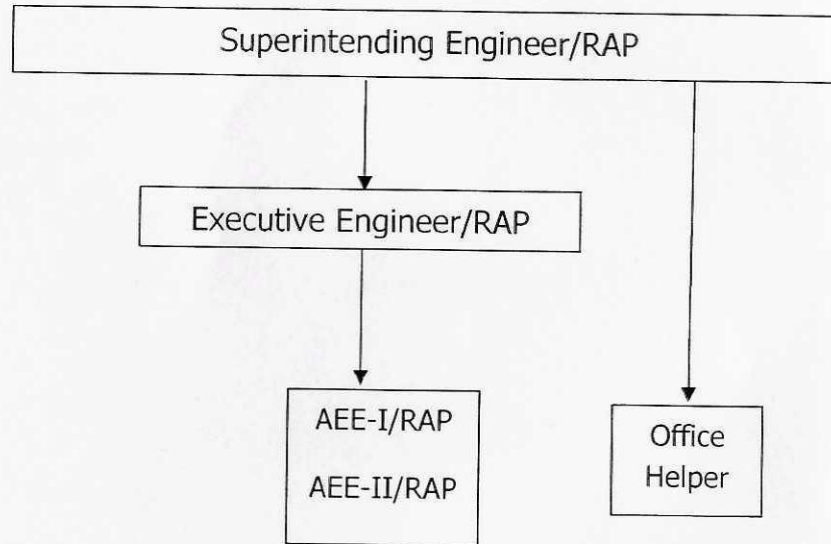 Superintending Engineer/RAP
Executive Engineer/RAP
AEE-I/RAP
AEE-II/RAP
Office
Helper